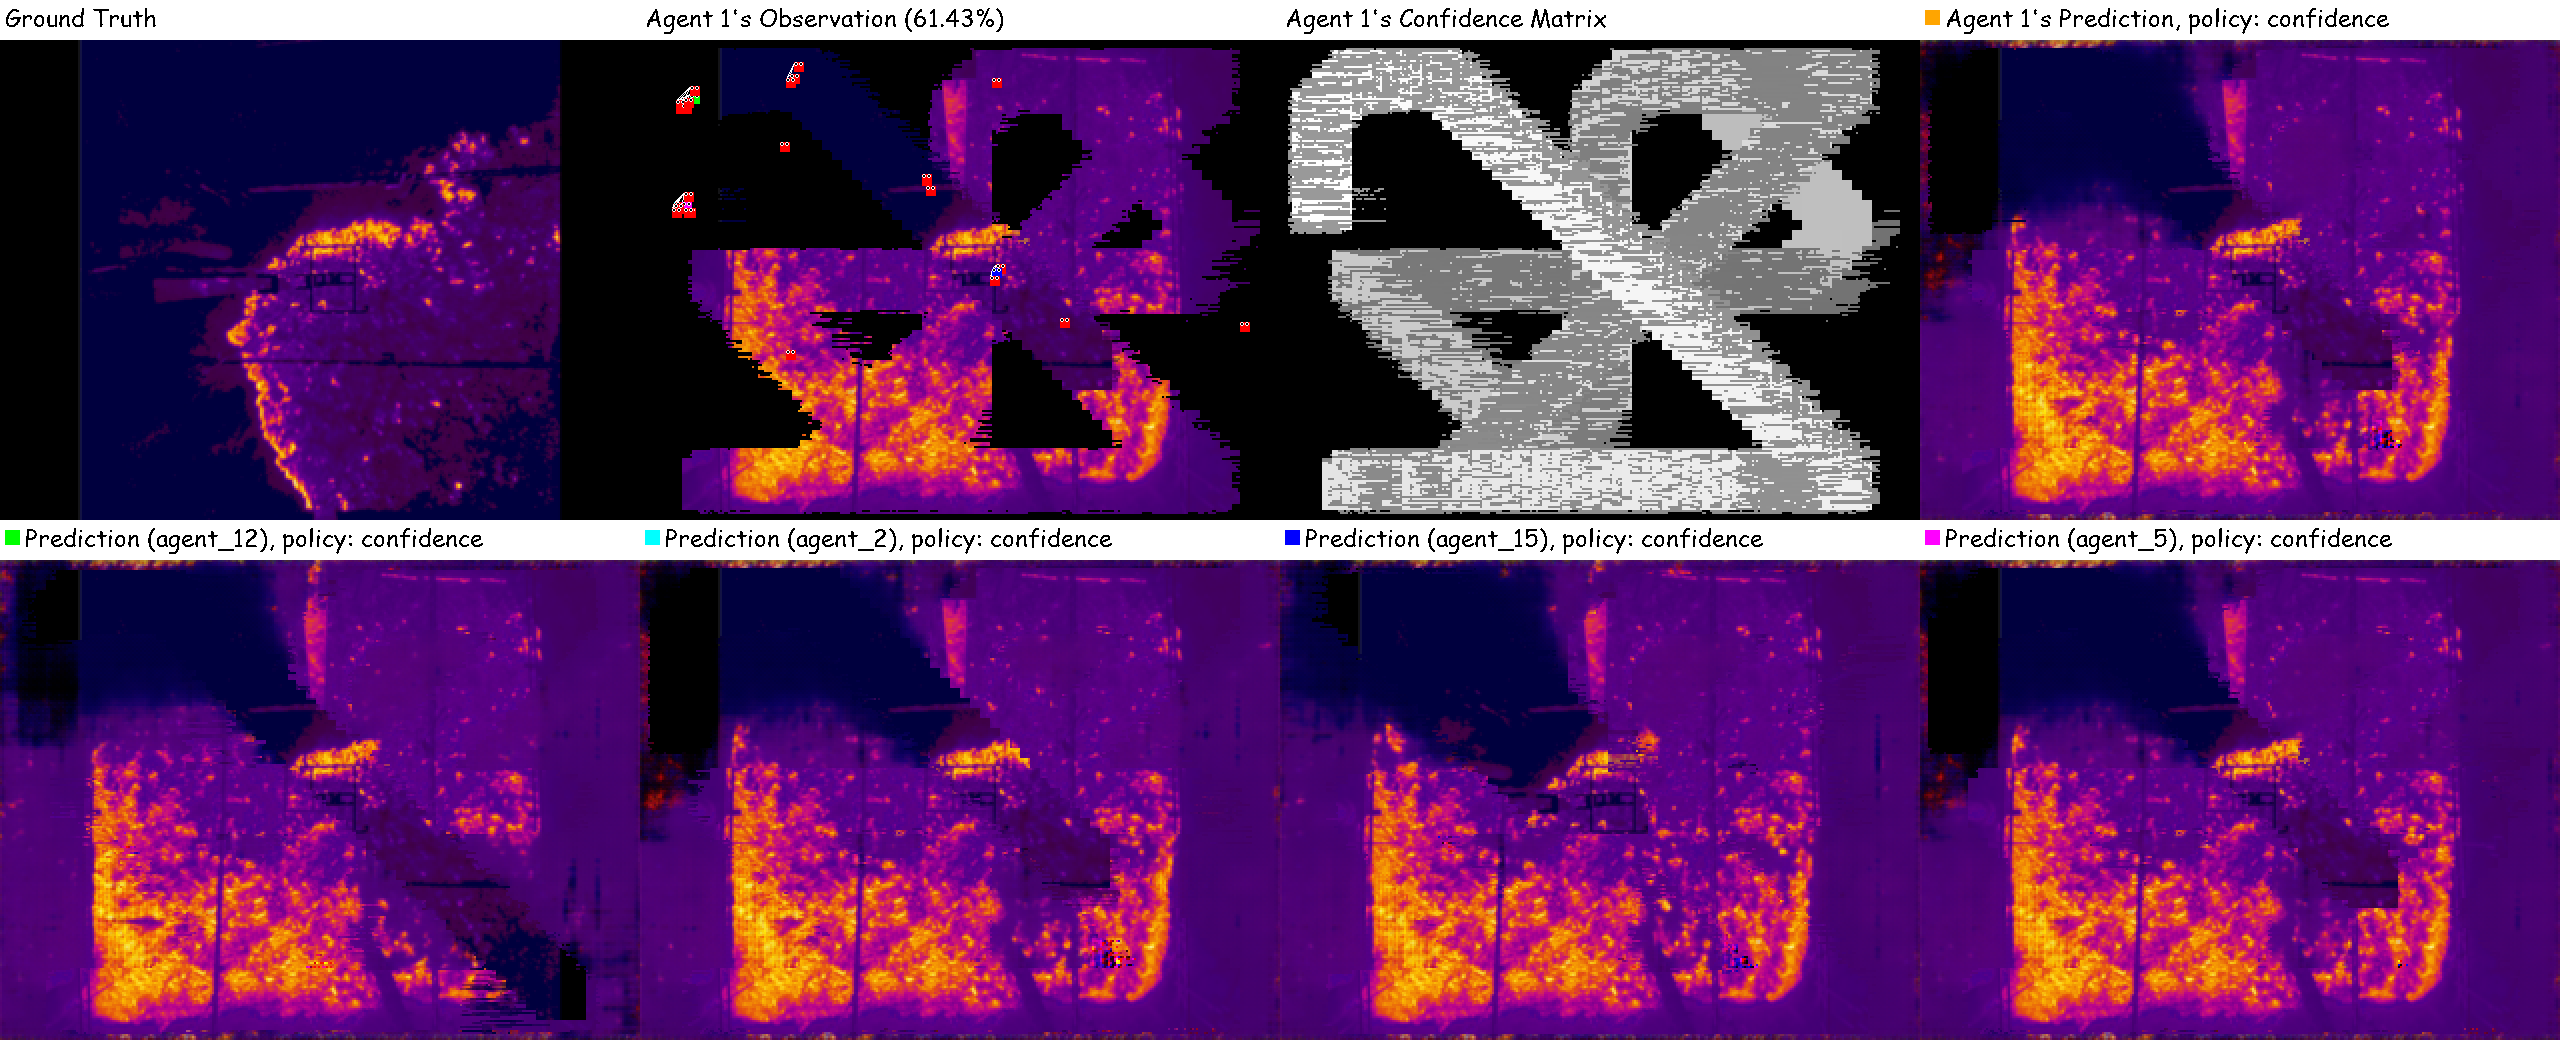 Ground Truth
Agent 1's Observation (61.43%)
Agent 1's Confidence Matrix
Agent 1's Prediction, policy: confidence
Prediction (agent_12), policy: confidence
Prediction (agent_2), policy: confidence
Prediction (agent_15), policy: confidence
Prediction (agent_5), policy: confidence